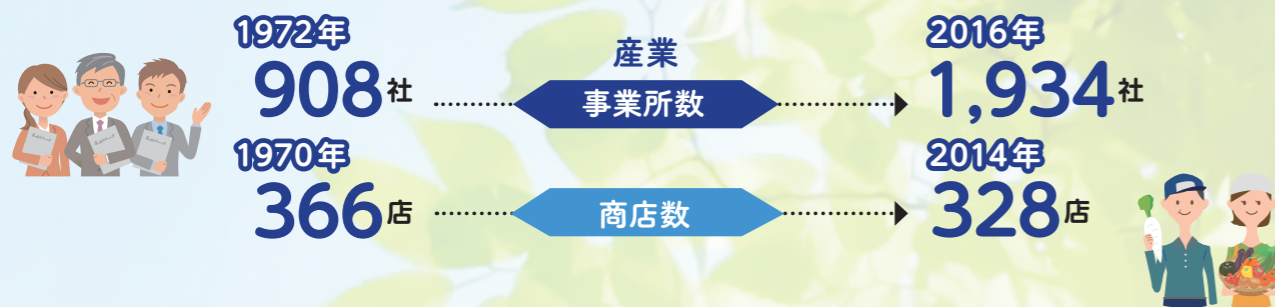 産業
1972年
908社
事業所数
2016年
1,934社
1970年
366店
商店数
2014年
328店